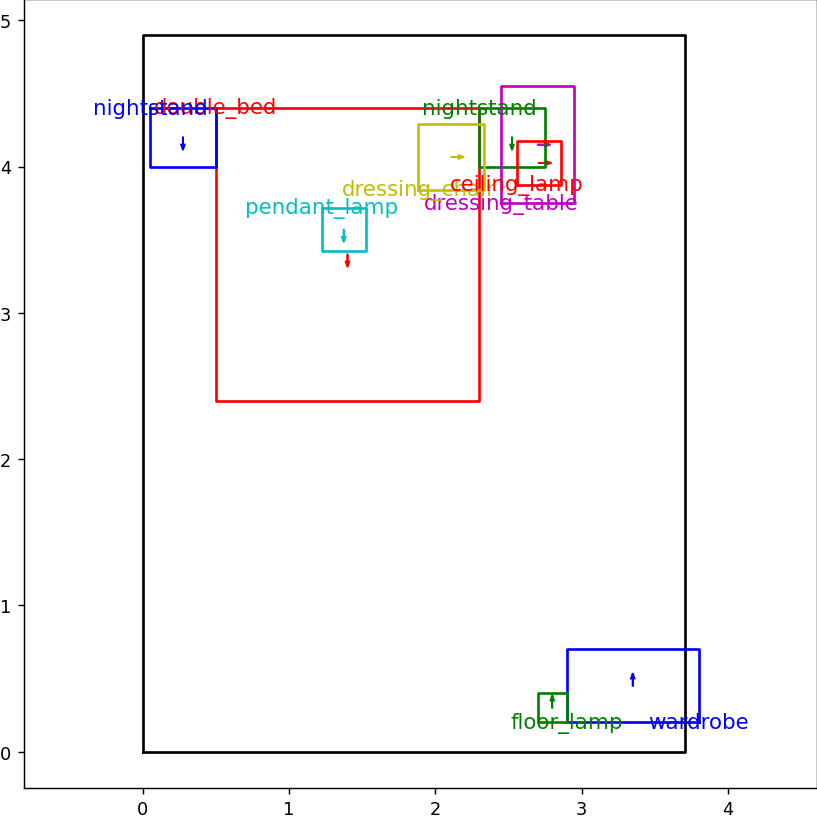 5
nightstand
double_bed
nightstand
4
dressing_chair
ceiling_lamp
pendant_lamp
dressing_table
3
2
1
floor_lamp
wardrobe
0
0 1 2 3 4